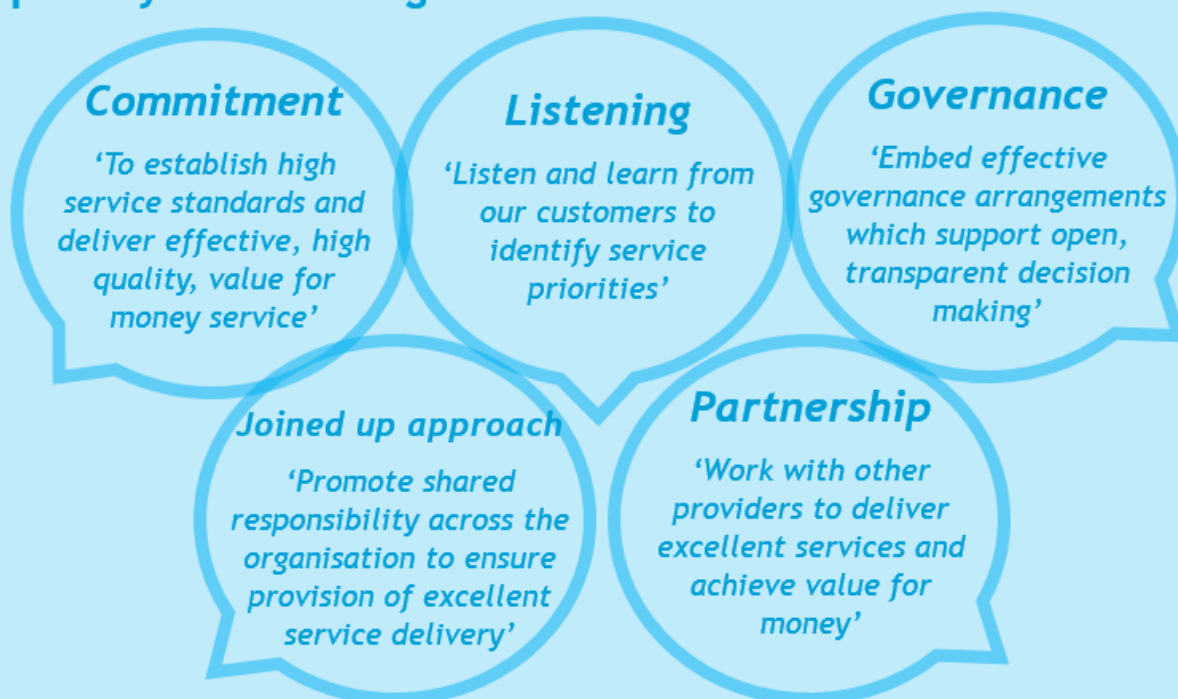 Commitment
‘To establish high
service standards and
deliver effective, high
quality, value for
money service’
Listening
‘Listen and learn from
our customers to
identify service
priorities’
Governance
‘Embed effective
governance arrangements
which support open,
transparent decision
making’
Joined up approach
‘Promote shared
responsibility across the
organisation to ensure
provision of excellent
service delivery’
Partnership
‘Work with other
providers to deliver
excellent services and
achieve value for
money’